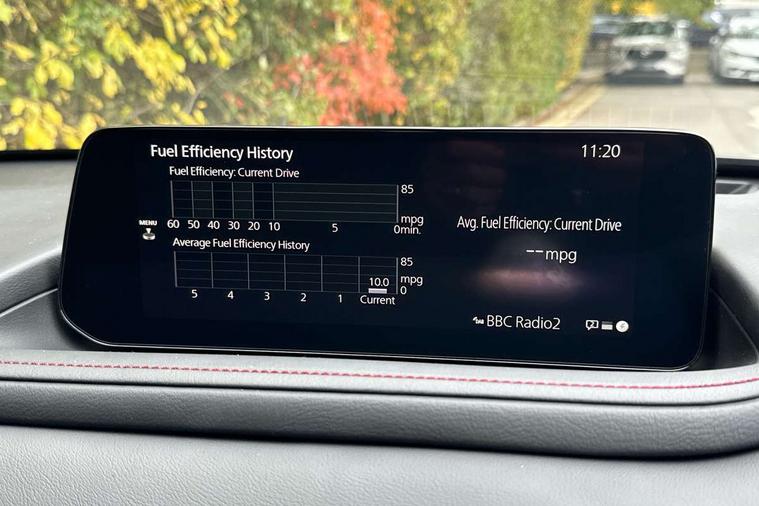 Fuel Efficiency History
11:20
Fuel Efficiency: Current Drive
85
mpg
60 50 40 30 20 10 5 0min.
MENU
Avg. Fuel Efficiency: Current Drive
--mpg
Average Fuel Efficiency History
85
mpg
10.0
0
5 4 3 2 1 Current
BBC Radio2